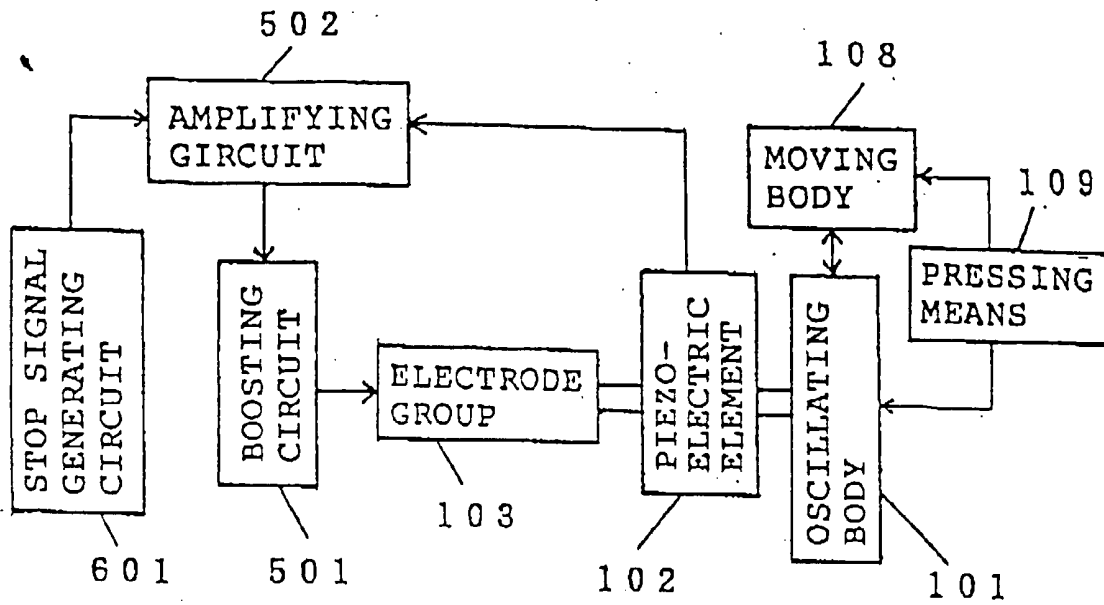 502
AMPLIFYING
GIRCUIT
108
MOVING
BODY
109
PRESSING
MEANS
STOP SIGNAL
GENERATING
CIRCUIT
601
BOOSTING
CIRCUIT
501
ELECTRODE
GROUP
103
PIEZO-
ELECTRIC
ELEMENT
102
OSCILLATING
BODY
101